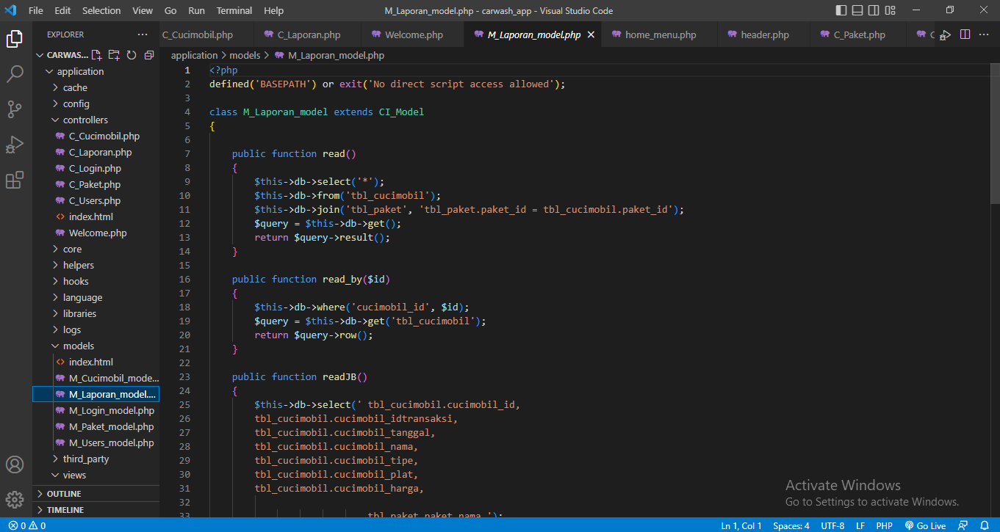 File Edit Selection View Go Run Terminal Help M_Laporan_model.php - carwash_app - Visual Studio Code
EXPLORER ···
C_Cucimobil.php C_Laporan.php Welcome.php M_Laporan_model.php home_menu.php header.php C_Paket.php C
CARWAS...
application
cache
config
controllers
C_Cucimobil.php
C_Laporan.php
C_Login.php
C_Paket.php
C_Users.php
index.html
Welcome.php
core
helpers
hooks
language
libraries
logs
models
index.html
M_Cucimobil_mode...
M_Laporan_model....
M_Login_model.php
M_Paket_model.php
M_Users_model.php
third_party
views
OUTLINE
TIMELINE
application > models > M_Laporan_model.php
1 <?php
2 defined('BASEPATH') or exit('No direct script access allowed');
3
4 class M_Laporan_model extends CI_Model
5 {
6
7 public function read()
8 {
9 $this->db->select('*');
10 $this->db->from('tbl_cucimobil');
11 $this->db->join('tbl_paket', 'tbl_paket.paket_id = tbl_cucimobil.paket_id');
12 $query = $this->db->get();
13 return $query->result();
14 }
15
16 public function read_by($id)
17 {
18 $this->db->where('cucimobil_id', $id);
19 $query = $this->db->get('tbl_cucimobil');
20 return $query->row();
21 }
22
23 public function readJB()
24 {
25 $this->db->select(' tbl_cucimobil.cucimobil_id,
26 tbl_cucimobil.cucimobil_idtransaksi,
27 tbl_cucimobil.cucimobil_tanggal,
28 tbl_cucimobil.cucimobil_nama,
29 tbl_cucimobil.cucimobil_tipe,
30 tbl_cucimobil.cucimobil_plat,
31 tbl_cucimobil.cucimobil_harga,
32
33 tbl_paket.paket_nama ');
Activate Windows
Go to Settings to activate Windows.
0 0 Ln 1, Col 1 Spaces: 4 UTF-8 LF PHP Go Live